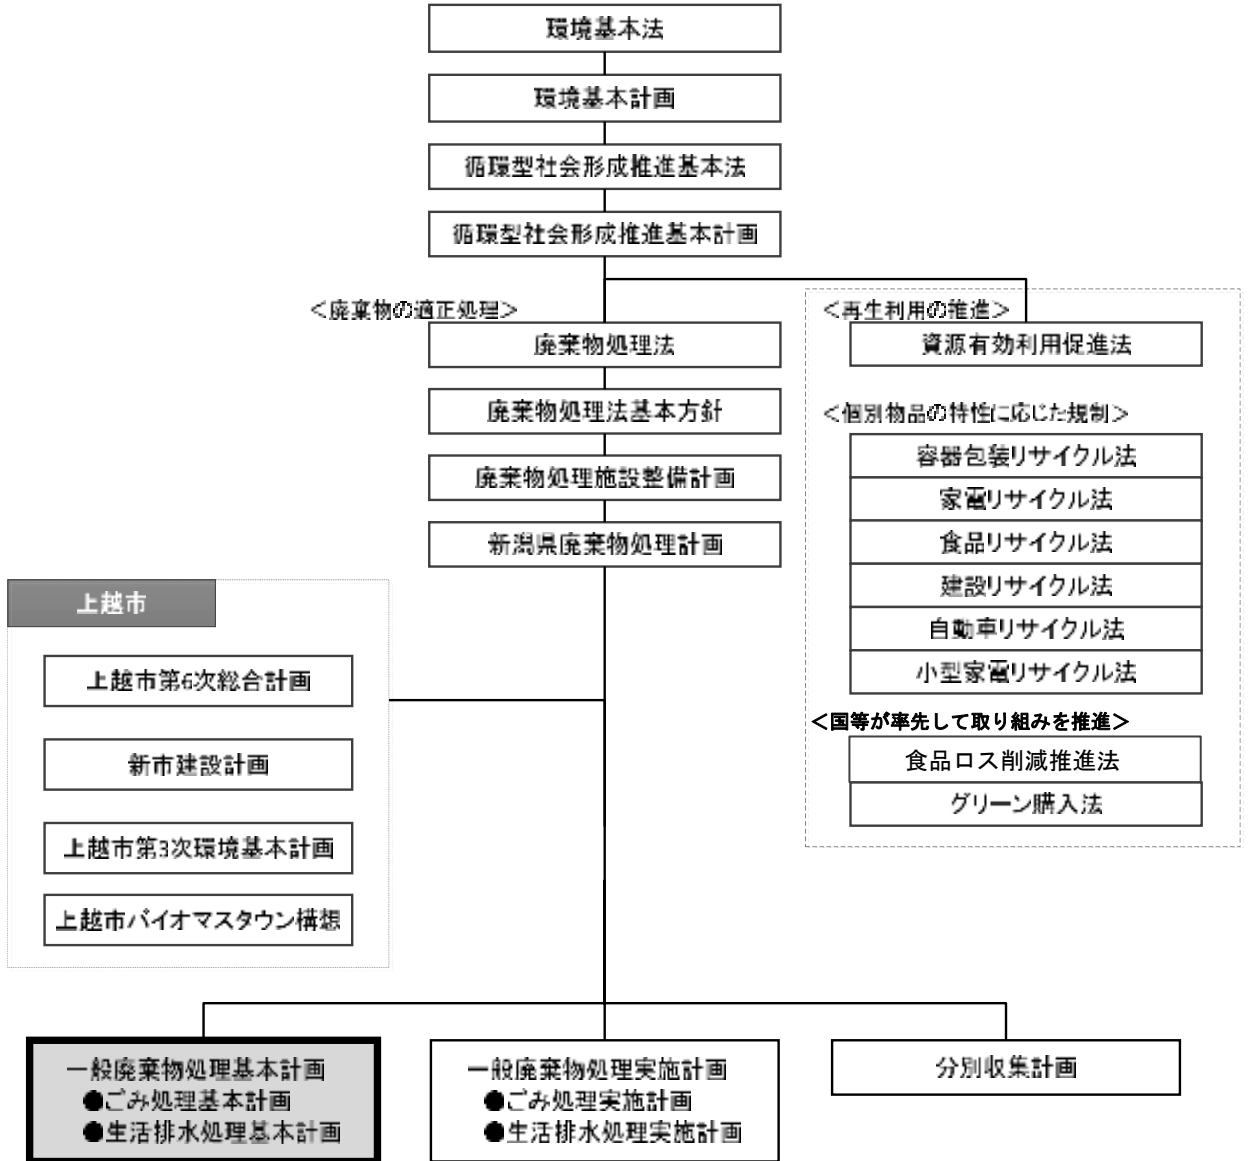 環境基本法
環境基本計画
循環型社会形成推進基本法
循環型社会形成推進基本計画
＜廃棄物の適正処理＞
廃棄物処理法
廃棄物処理法基本方針
廃棄物処理施設整備計画
新潟県廃棄物処理計画
＜再生利用の推進＞
資源有効利用促進法
＜個別物品の特性に応じた規制＞
容器包装リサイクル法
家電リサイクル法
食品リサイクル法
建設リサイクル法
自動車リサイクル法
小型家電リサイクル法
＜国等が率先して取り組みを推進＞
食品ロス削減推進法
グリーン購入法
上越市
上越市第6次総合計画
新市建設計画
上越市第3次環境基本計画
上越市バイオマスタウン構想
一般廃棄物処理基本計画
●ごみ処理基本計画
●生活排水処理基本計画
一般廃棄物処理実施計画
●ごみ処理実施計画
●生活排水処理実施計画
分別収集計画